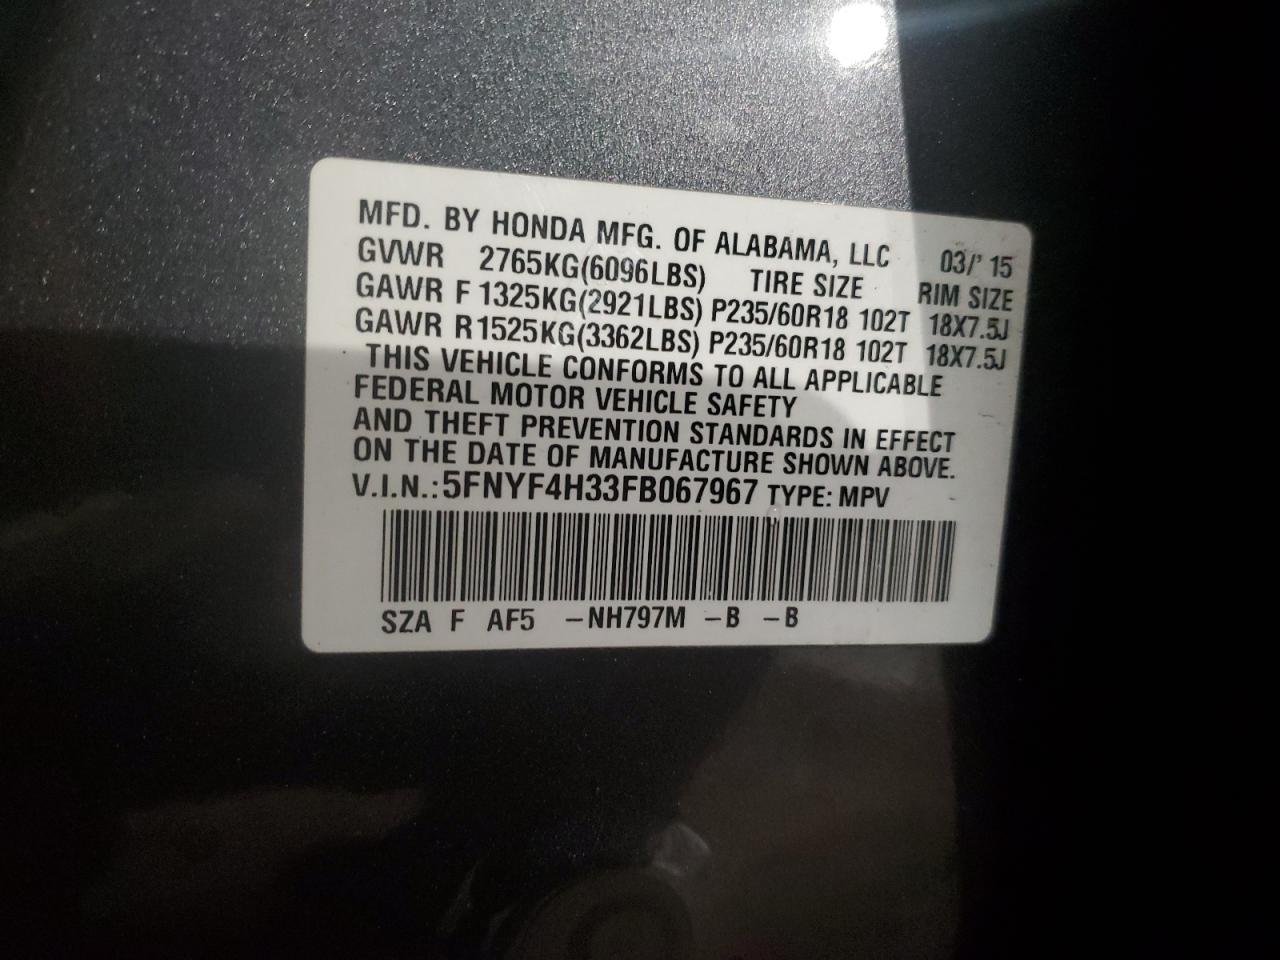 MFD. BY HONDA MFG. OF ALABAMA, LLC 03/' 15
GVWR 2765KG(6096LBS) TIRE SIZE RIM SIZE
GAWR F 1325KG(2921LBS) P235/60R18 102T 18X7.5J
GAWR R1525KG(3362LBS) P235/60R18 102T 18X7.5J
THIS VEHICLE CONFORMS TO ALL APPLICABLE
FEDERAL MOTOR VEHICLE SAFETY
AND THEFT PREVENTION STANDARDS IN EFFECT
ON THE DATE OF MANUFACTURE SHOWN ABOVE.
V.I.N.:5FNYF4H33FB067967 TYPE: MPV
SZA F AF5 –NH797M –B –B